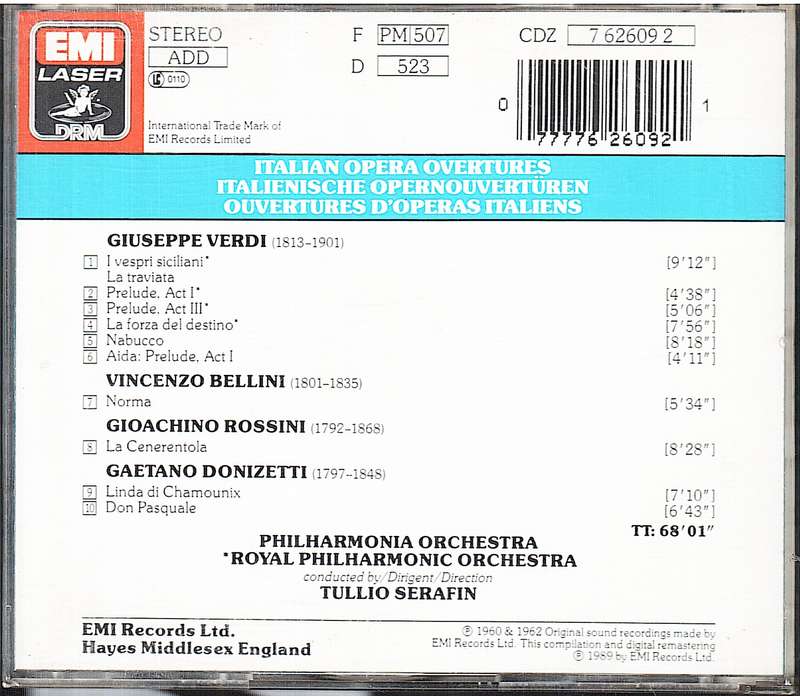 EMI
LASER
DRM
STEREO
ADD
LC 0110
International Trade Mark of
EMI Records Limited
F PM 507
D 523
CDZ 7 62609 2
0 77776 26092 1
ITALIAN OPERA OVERTURES
ITALIENISCHE OPERNOUVERTÜREN
OUVERTURES D'OPERAS ITALIENS
GIUSEPPE VERDI (1813–1901)
1 I vespri siciliani* [9'12"]
La traviata
2 Prelude, Act I* [4'38"]
3 Prelude, Act III* [5'06"]
4 La forza del destino* [7'56"]
5 Nabucco [8'18"]
6 Aida: Prelude, Act I [4'11"]
VINCENZO BELLINI (1801–1835)
7 Norma [5'34"]
GIOACHINO ROSSINI (1792–1868)
8 La Cenerentola [8'28"]
GAETANO DONIZETTI (1797–1848)
9 Linda di Chamounix [7'10"]
10 Don Pasquale [6'43"]
TT: 68'01"
PHILHARMONIA ORCHESTRA
*ROYAL PHILHARMONIC ORCHESTRA
conducted by/Dirigent/Direction
TULLIO SERAFIN
EMI Records Ltd.
Hayes Middlesex England
℗ 1960 & 1962 Original sound recordings made by
EMI Records Ltd. This compilation and digital remastering
℗ 1989 by EMI Records Ltd.